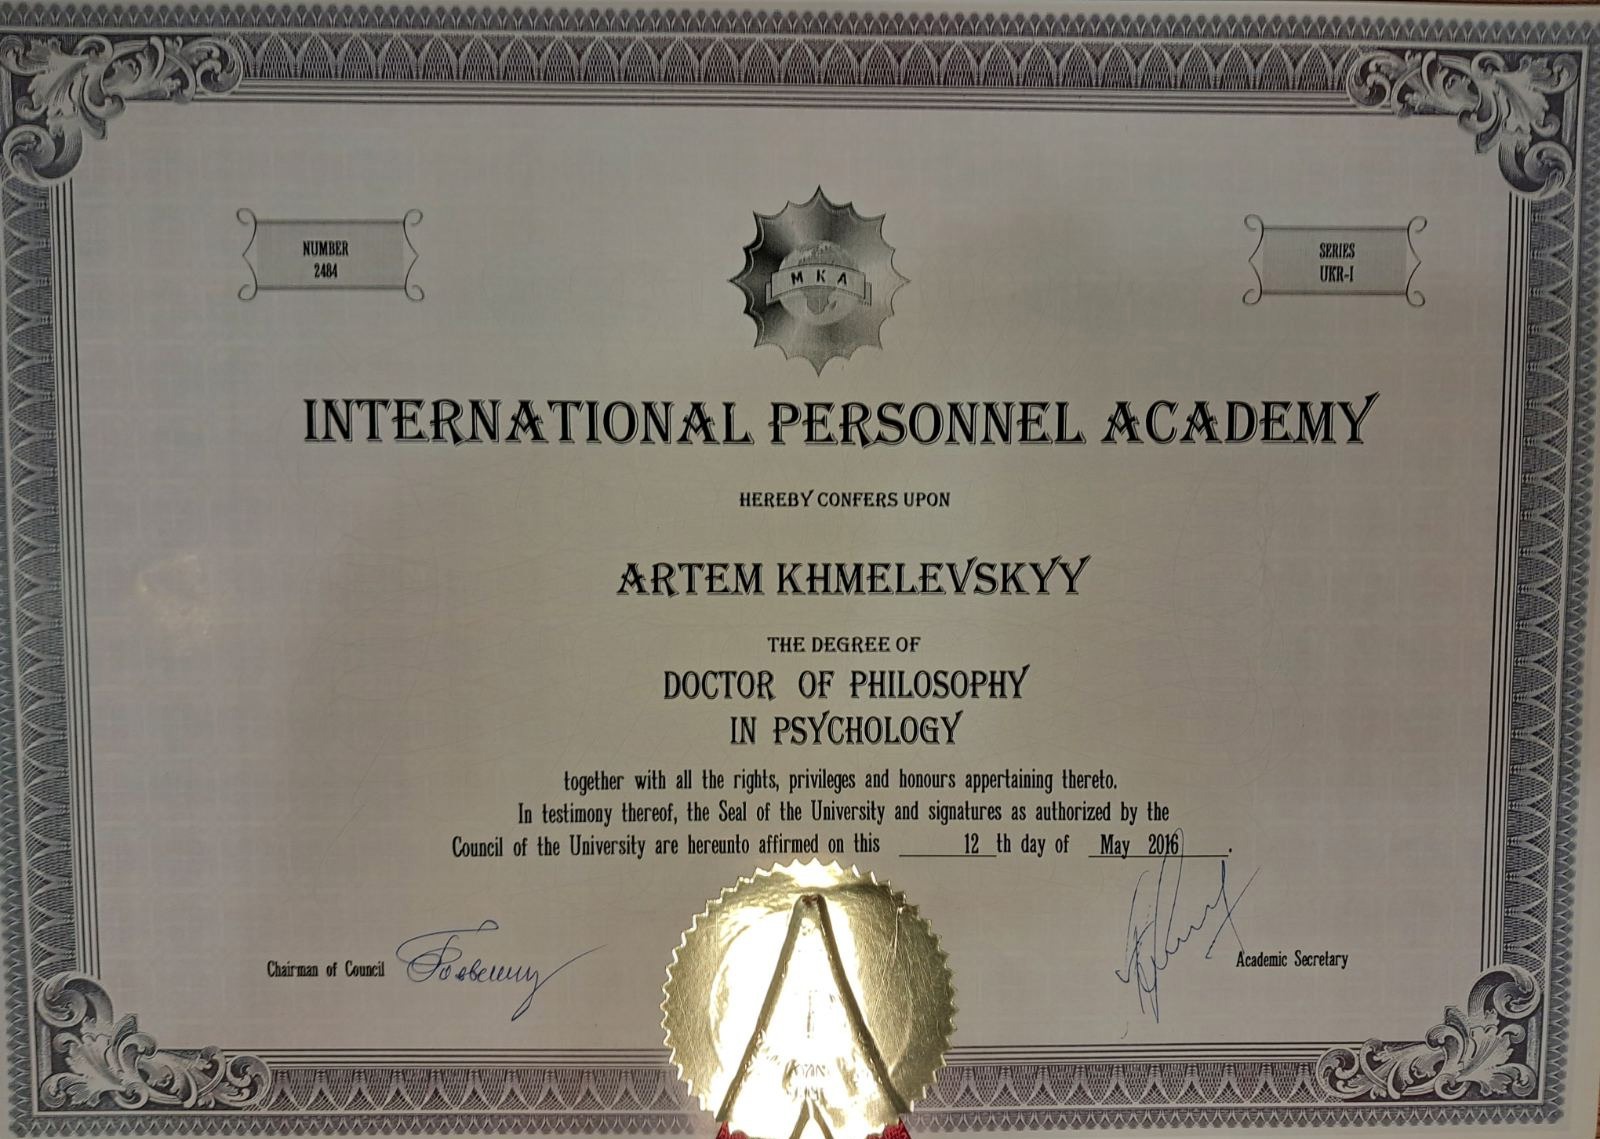 NUMBER
2484
SERIES
UKR-I
МКА
INTERNATIONAL PERSONNEL ACADEMY
HEREBY CONFERS UPON
ARTEM KHMELEVSKYY
THE DEGREE OF
DOCTOR OF PHILOSOPHY
IN PSYCHOLOGY
together with all the rights, privileges and honours appertaining thereto.
In testimony thereof, the Seal of the University and signatures as authorized by the
Council of the University are hereunto affirmed on this 12 th day of May 2016.
Chairman of Council
Academic Secretary